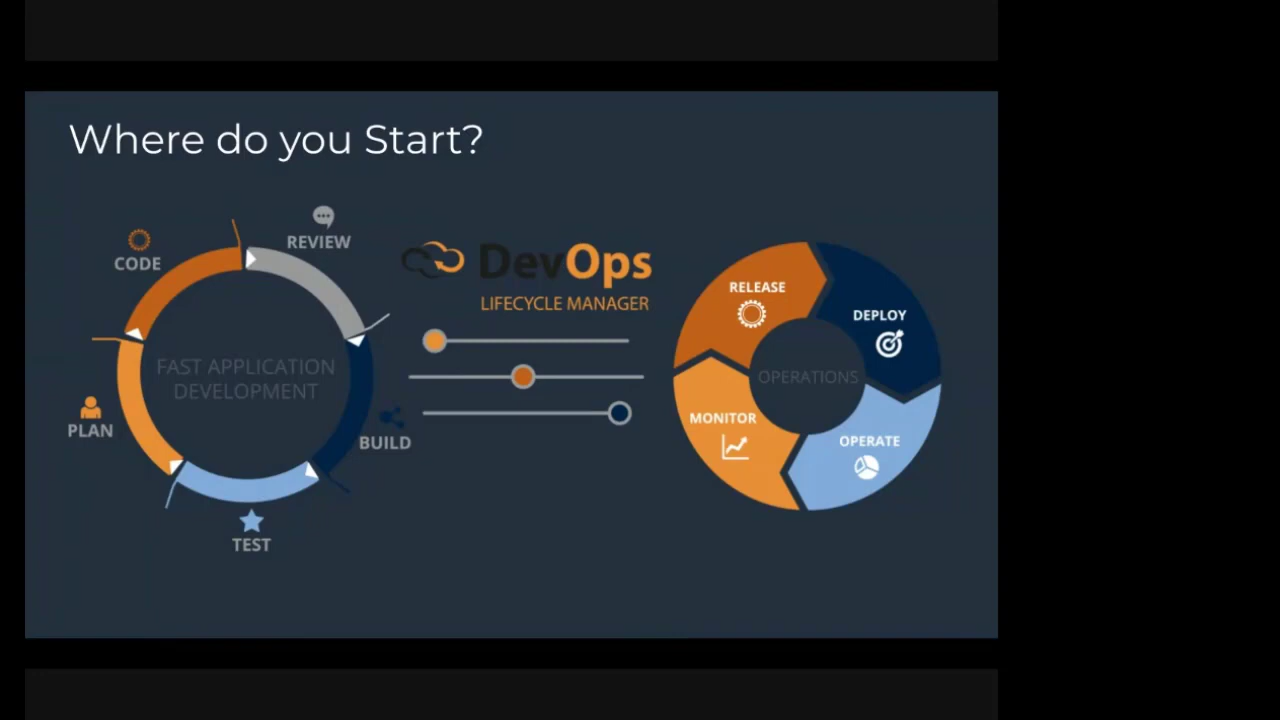 Where do you Start?
CODE
REVIEW
FAST APPLICATION
DEVELOPMENT
PLAN
BUILD
TEST
DevOps
LIFECYCLE MANAGER
RELEASE
DEPLOY
OPERATIONS
MONITOR
OPERATE